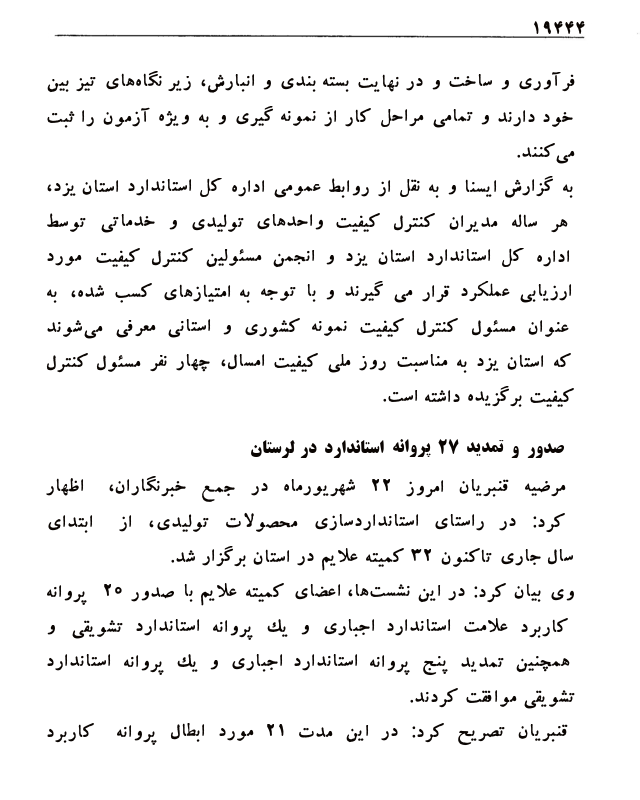 ۱۹۴۴۴
فرآوری و ساخت و در نهایت بسته بندی و انبارش، زیر نگاه‌های تیز بین
خود دارند و تمامی مراحل کار از نمونه گیری و به ویژه آزمون را ثبت
می‌کنند.
به گزارش ایسنا و به نقل از روابط عمومی اداره کل استاندارد استان یزد،
هر ساله مدیران کنترل کیفیت واحدهای تولیدی و خدماتی توسط
اداره کل استاندارد استان یزد و انجمن مسئولین کنترل کیفیت مورد
ارزیابی عملکرد قرار می گیرند و با توجه به امتیازهای کسب شده، به
عنوان مسئول کنترل کیفیت نمونه کشوری و استانی معرفی می‌شوند
که استان یزد به مناسبت روز ملی کیفیت امسال، چهار نفر مسئول کنترل
کیفیت برگزیده داشته است.
صدور و تمدید ۲۷ پروانه استاندارد در لرستان
مرضیه قنبریان امروز ۲۲ شهریورماه در جمع خبرنگاران، اظهار
کرد: در راستای استانداردسازی محصولات تولیدی، از ابتدای
سال جاری تاکنون ۳۲ کمیته علایم در استان برگزار شد.
وی بیان کرد: در این نشست‌ها، اعضای کمیته علایم با صدور ۲۵ پروانه
کاربرد علامت استاندارد اجباری و یك پروانه استاندارد تشویقی و
همچنین تمدید پنج پروانه استاندارد اجباری و یك پروانه استاندارد
تشویقی موافقت کردند.
قنبریان تصریح کرد: در این مدت ۲۱ مورد ابطال پروانه کاربرد